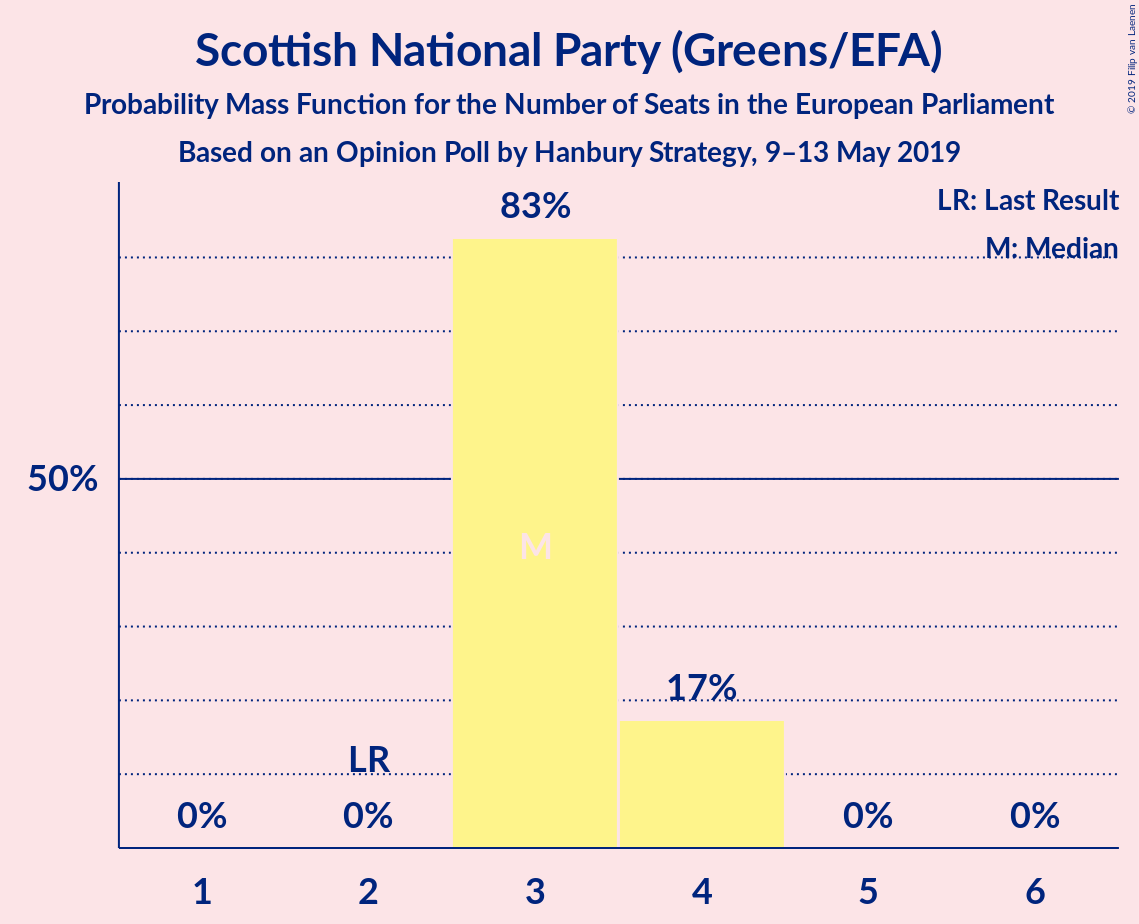 Scottish National Party (Greens/EFA)
Probability Mass Function for the Number of Seats in the European Parliament
Based on an Opinion Poll by Hanbury Strategy, 9–13 May 2019
© 2019 Filip van Laenen
LR: Last Result
M: Median
83%
50%
M
17%
LR
0%
0%
0%
0%
1
2
3
4
5
6